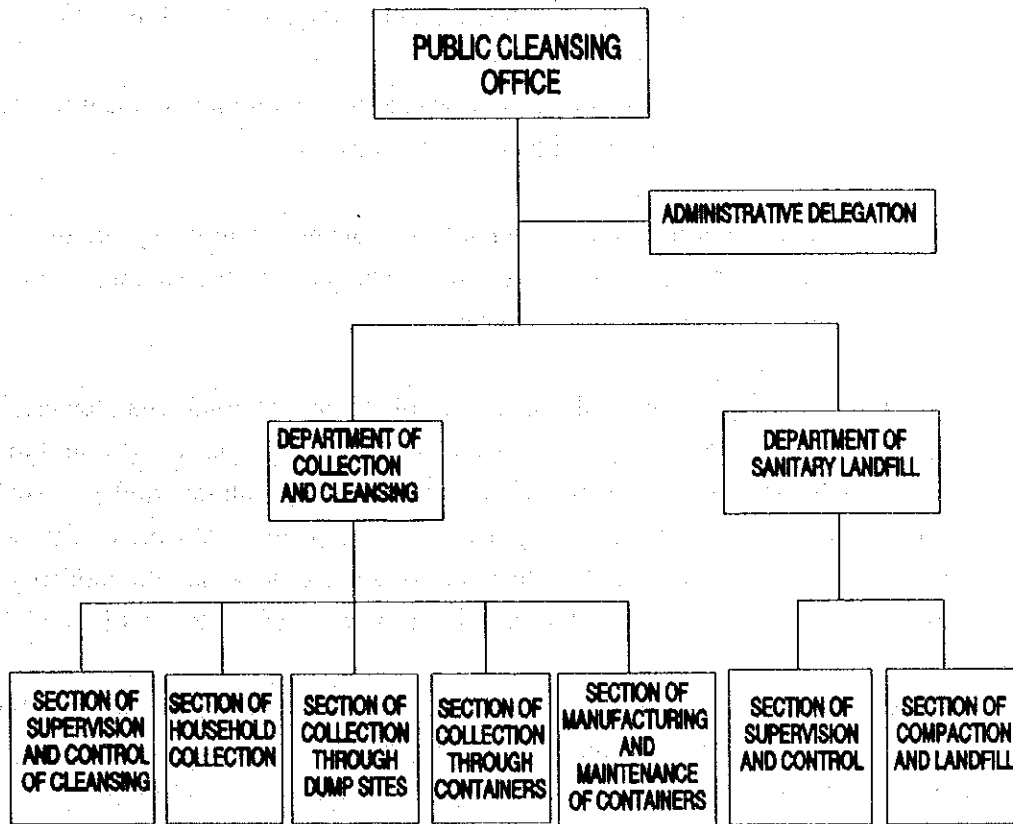 PUBLIC CLEANSING
OFFICE
ADMINISTRATIVE DELEGATION
DEPARTMENT OF
COLLECTION
AND CLEANSING
DEPARTMENT OF
SANITARY LANDFILL
SECTION OF
SUPERVISION
AND CONTROL
OF CLEANSING
SECTION OF
HOUSEHOLD
COLLECTION
SECTION OF
COLLECTION
THROUGH
DUMP SITES
SECTION OF
COLLECTION
THROUGH
CONTAINERS
SECTION OF
MANUFACTURING
AND
MAINTENANCE
OF CONTAINERS
SECTION OF
SUPERVISION
AND CONTROL
SECTION OF
COMPACTION
AND LANDFILL